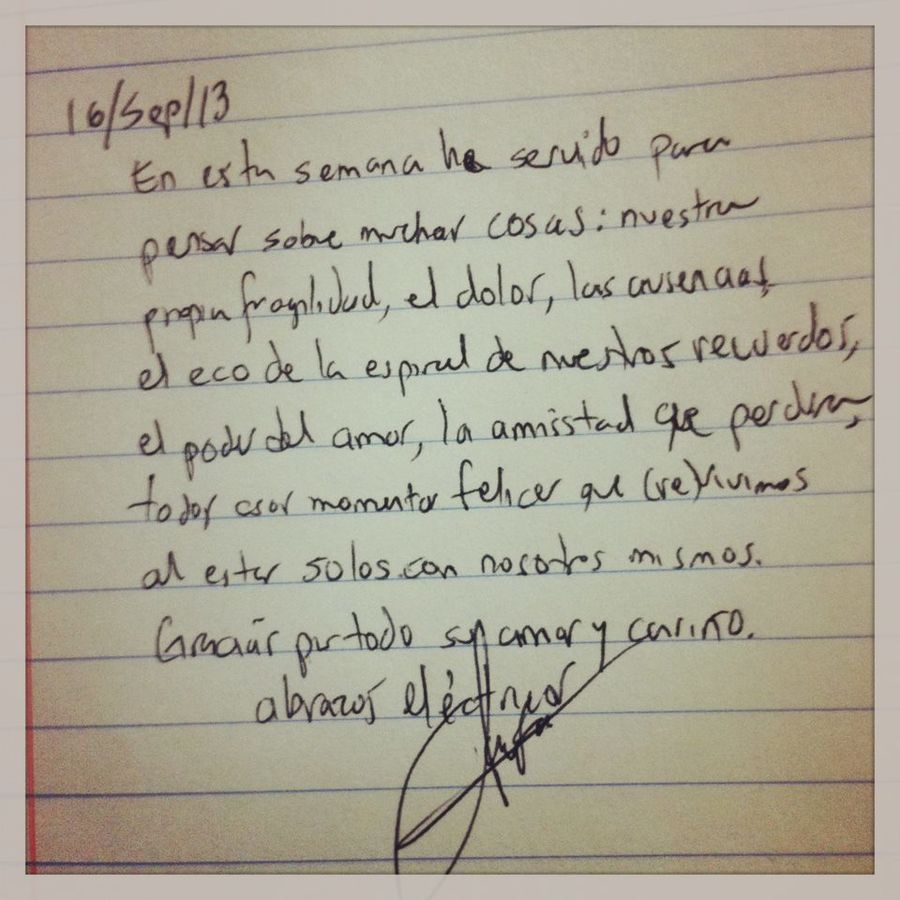 16/Sep/13
En esta semana ha servido para
pensar sobre muchas cosas: nuestra
propia fragilidad, el dolor, las ausencias,
el eco de la espiral de nuestros recuerdos,
el poder del amor, la amistad que perdura,
todos esos momentos felices que (re)vivimos
al estar solos con nosotros mismos.
Gracias por todo su amor y cariño.
abrazos eléctricos